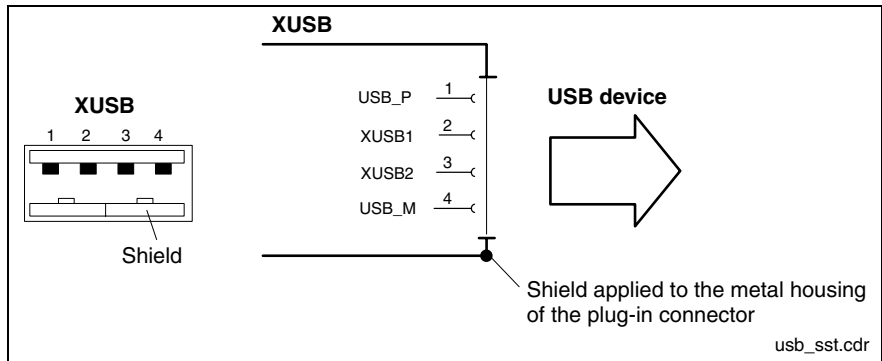 XUSB
XUSB
1 2 3 4
Shield
USB_P 1
XUSB1 2
XUSB2 3
USB_M 4
USB device
Shield applied to the metal housing
of the plug-in connector
usb_sst.cdr